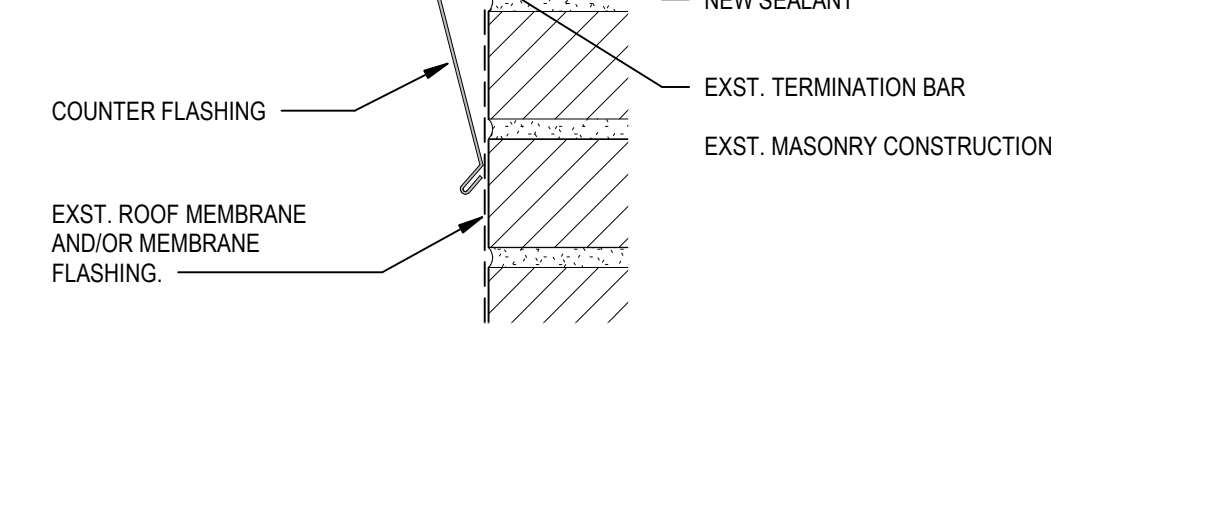 NEW SEALANT
EXST. TERMINATION BAR
COUNTER FLASHING
EXST. MASONRY CONSTRUCTION
EXST. ROOF MEMBRANE
AND/OR MEMBRANE
FLASHING.